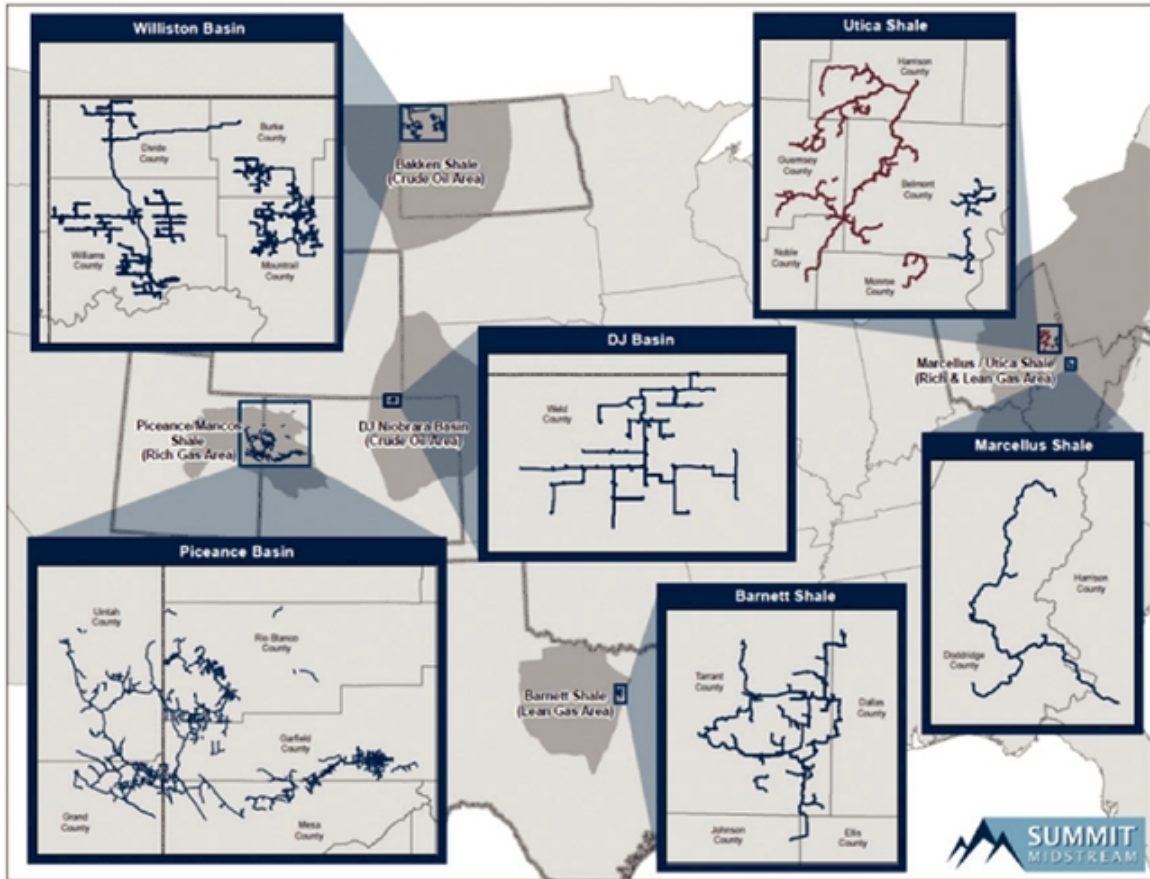 Williston Basin
Burke
County
Divide
County
Williams
County
Mountrail
County
Bakken Shale
(Crude Oil Area)
Utica Shale
Harrison
County
Guernsey
County
Belmont
County
Noble
County
Monroe
County
Marcellus / Utica Shale
(Rich & Lean Gas Area)
Piceance/Mancos
Shale
(Rich Gas Area)
DJ Niobrara Basin
(Crude Oil Area)
DJ Basin
Weld
County
Marcellus Shale
Harrison
County
Doddridge
County
Piceance Basin
Uintah
County
Rio Blanco
County
Garfield
County
Grand
County
Mesa
County
Barnett Shale
(Lean Gas Area)
Barnett Shale
Tarrant
County
Dallas
County
Johnson
County
Ellis
County
SUMMIT
MIDSTREAM